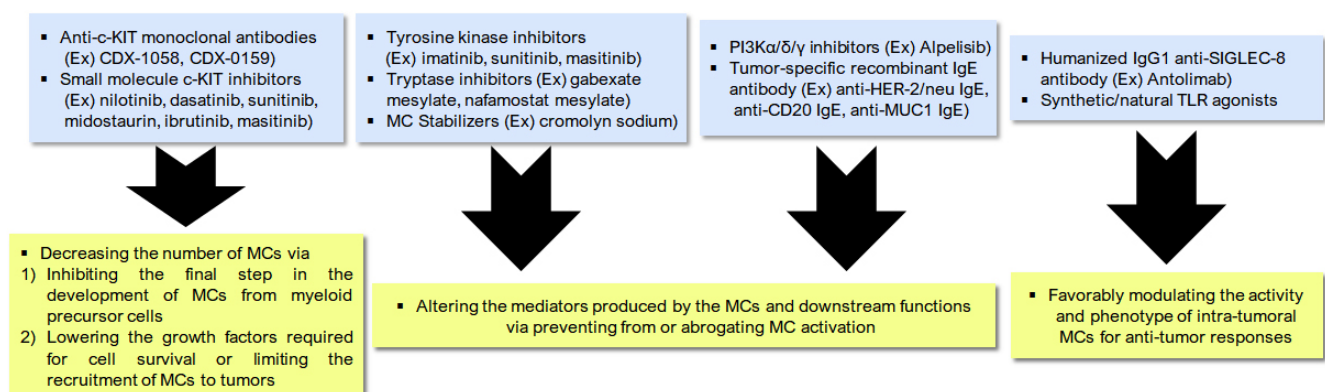 ▪ Anti-c-KIT monoclonal antibodies
(Ex) CDX-1058, CDX-0159)
▪ Small molecule c-KIT inhibitors
(Ex) nilotinib, dasatinib, sunitinib,
midostaurin, ibrutinib, masitinib)
▪ Tyrosine kinase inhibitors
(Ex) imatinib, sunitinib, masitinib)
▪ Tryptase inhibitors (Ex) gabexate
mesylate, nafamostat mesylate)
▪ MC Stabilizers (Ex) cromolyn sodium)
▪ PI3Kα/δ/γ inhibitors (Ex) Alpelisib)
▪ Tumor-specific recombinant IgE
antibody (Ex) anti-HER-2/neu IgE,
anti-CD20 IgE, anti-MUC1 IgE)
▪ Humanized IgG1 anti-SIGLEC-8
antibody (Ex) Antolimab)
▪ Synthetic/natural TLR agonists
▪ Decreasing the number of MCs via
1) Inhibiting the final step in the
development of MCs from myeloid
precursor cells
2) Lowering the growth factors required
for cell survival or limiting the
recruitment of MCs to tumors
▪ Altering the mediators produced by the MCs and downstream functions
via preventing from or abrogating MC activation
▪ Favorably modulating the activity
and phenotype of intra-tumoral
MCs for anti-tumor responses